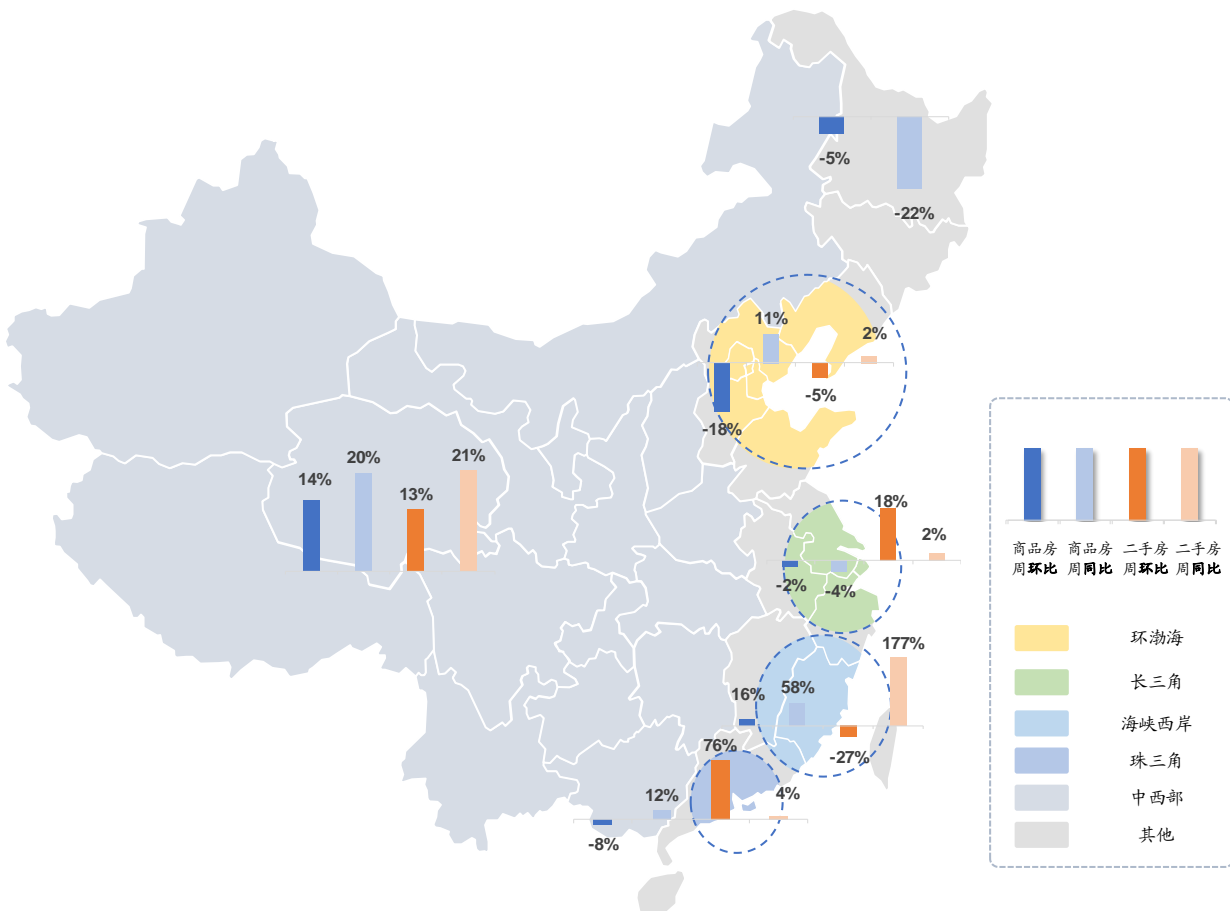 -5%
-22%
11%
2%
-18%
-5%
14%
20%
13%
21%
18%
2%
-2%
-4%
177%
16%
58%
-27%
76%
12%
4%
-8%
商品房 商品房 二手房 二手房
周环比 周同比 周环比 周同比
环渤海
长三角
海峡西岸
珠三角
中西部
其他